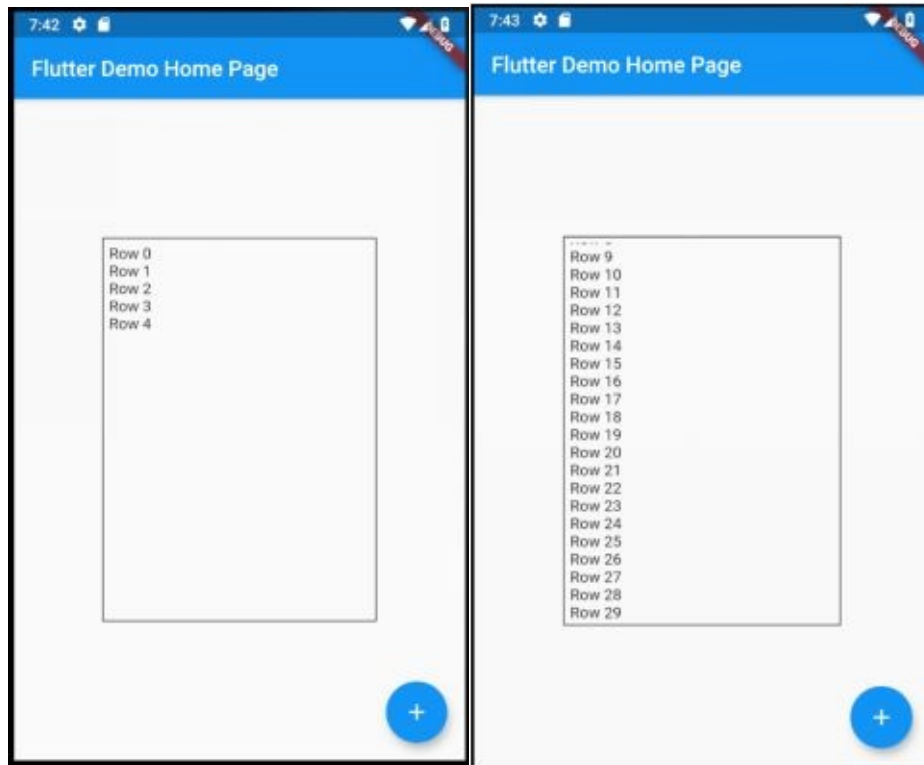 7:42
DEBUG
Flutter Demo Home Page
Row 0
Row 1
Row 2
Row 3
Row 4
+
7:43
DEBUG
Flutter Demo Home Page
Row 9
Row 10
Row 11
Row 12
Row 13
Row 14
Row 15
Row 16
Row 17
Row 18
Row 19
Row 20
Row 21
Row 22
Row 23
Row 24
Row 25
Row 26
Row 27
Row 28
Row 29
+